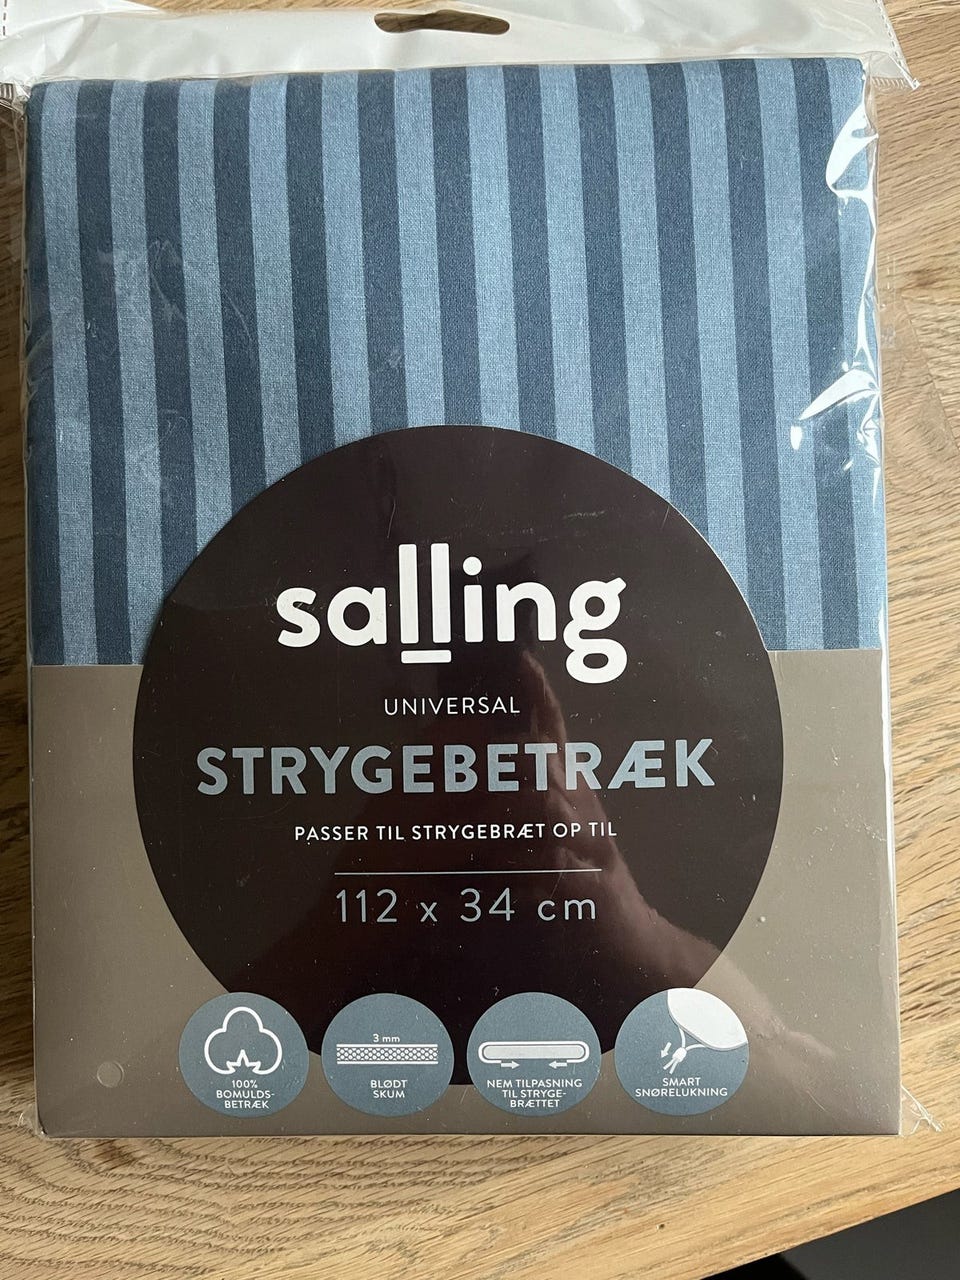 salling
UNIVERSAL
STRYGEBETRÆK
PASSER TIL STRYGEBRÆT OP TIL
112 x 34 cm
100%
BOMULDS-
BETRÆK
3 mm
BLØDT
SKUM
NEM TILPASNING
TIL STRYGE-
BRÆTTET
SMART
SNØRELUKNING